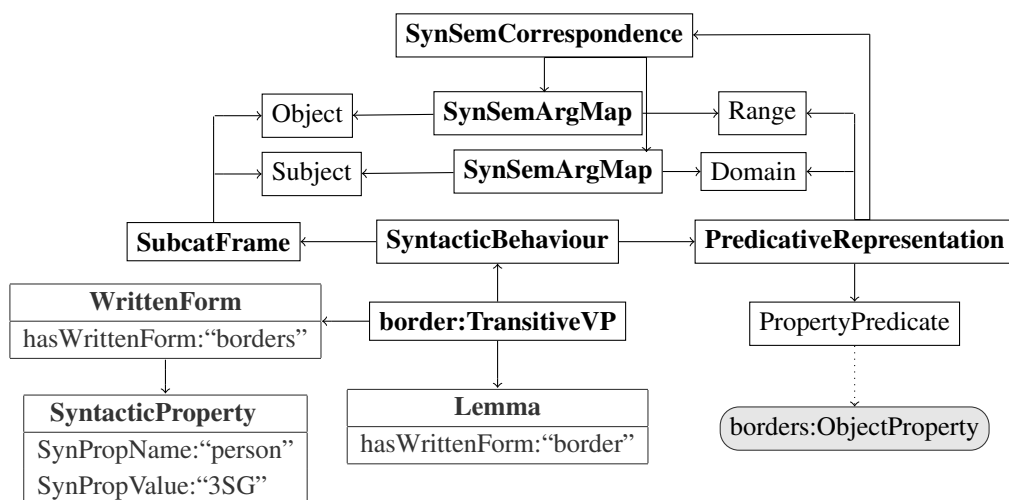 SynSemCorrespondence
Object
SynSemArgMap
Range
Subject
SynSemArgMap
Domain
SubcatFrame
SyntacticBehaviour
PredicativeRepresentation
WrittenForm
hasWrittenForm:“borders”
border:TransitiveVP
PropertyPredicate
SyntacticProperty
SynPropName:“person”
SynPropValue:“3SG”
Lemma
hasWrittenForm:“border”
borders:ObjectProperty